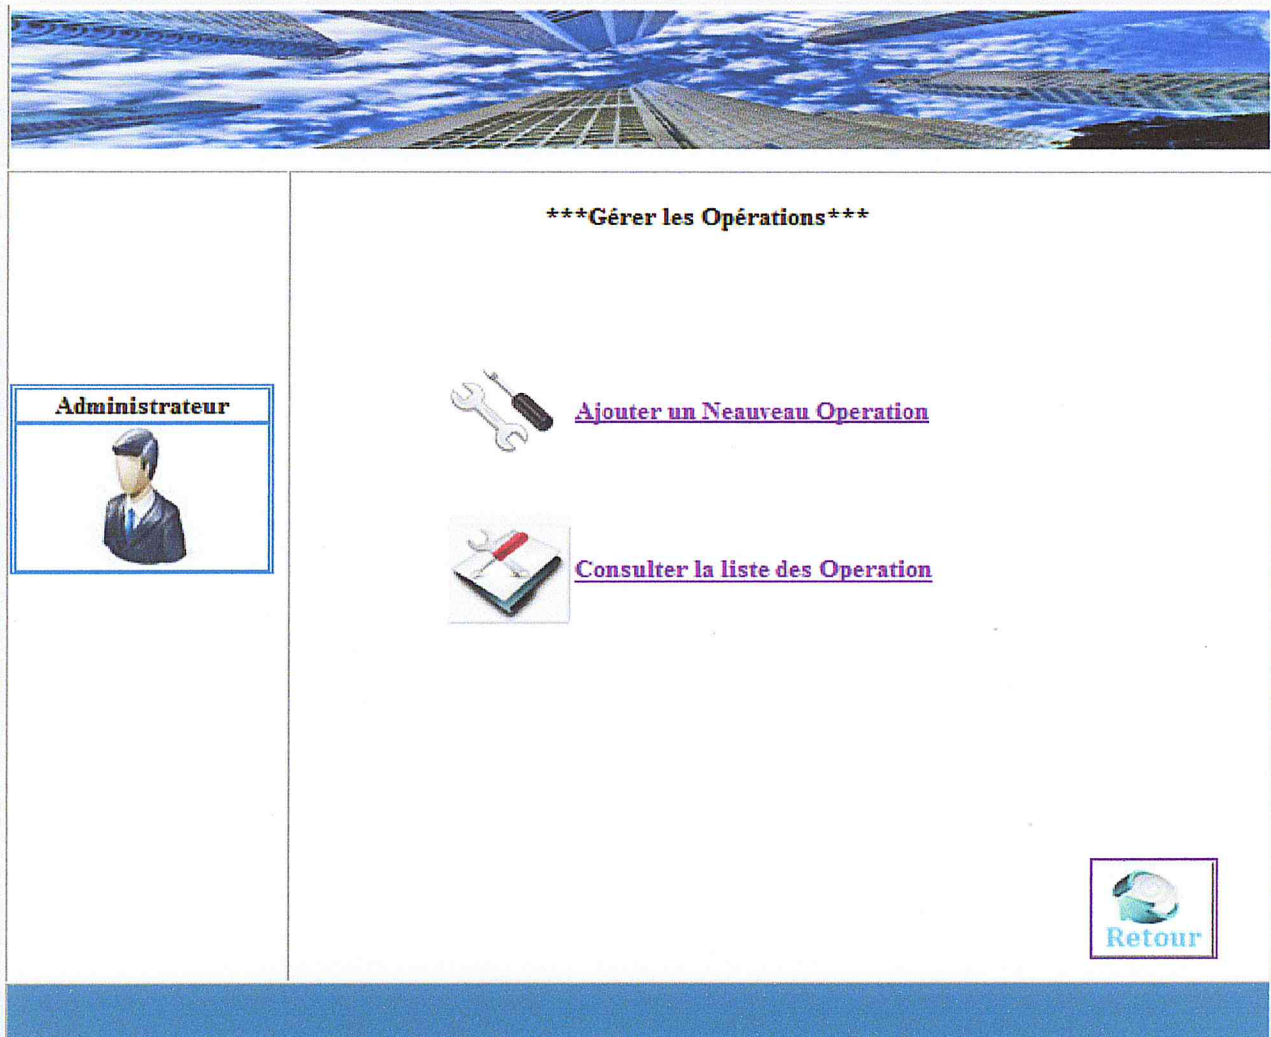 ***Gérer les Opérations***
Administrateur
Ajouter un Neauveau Operation
Consulter la liste des Operation
Retour